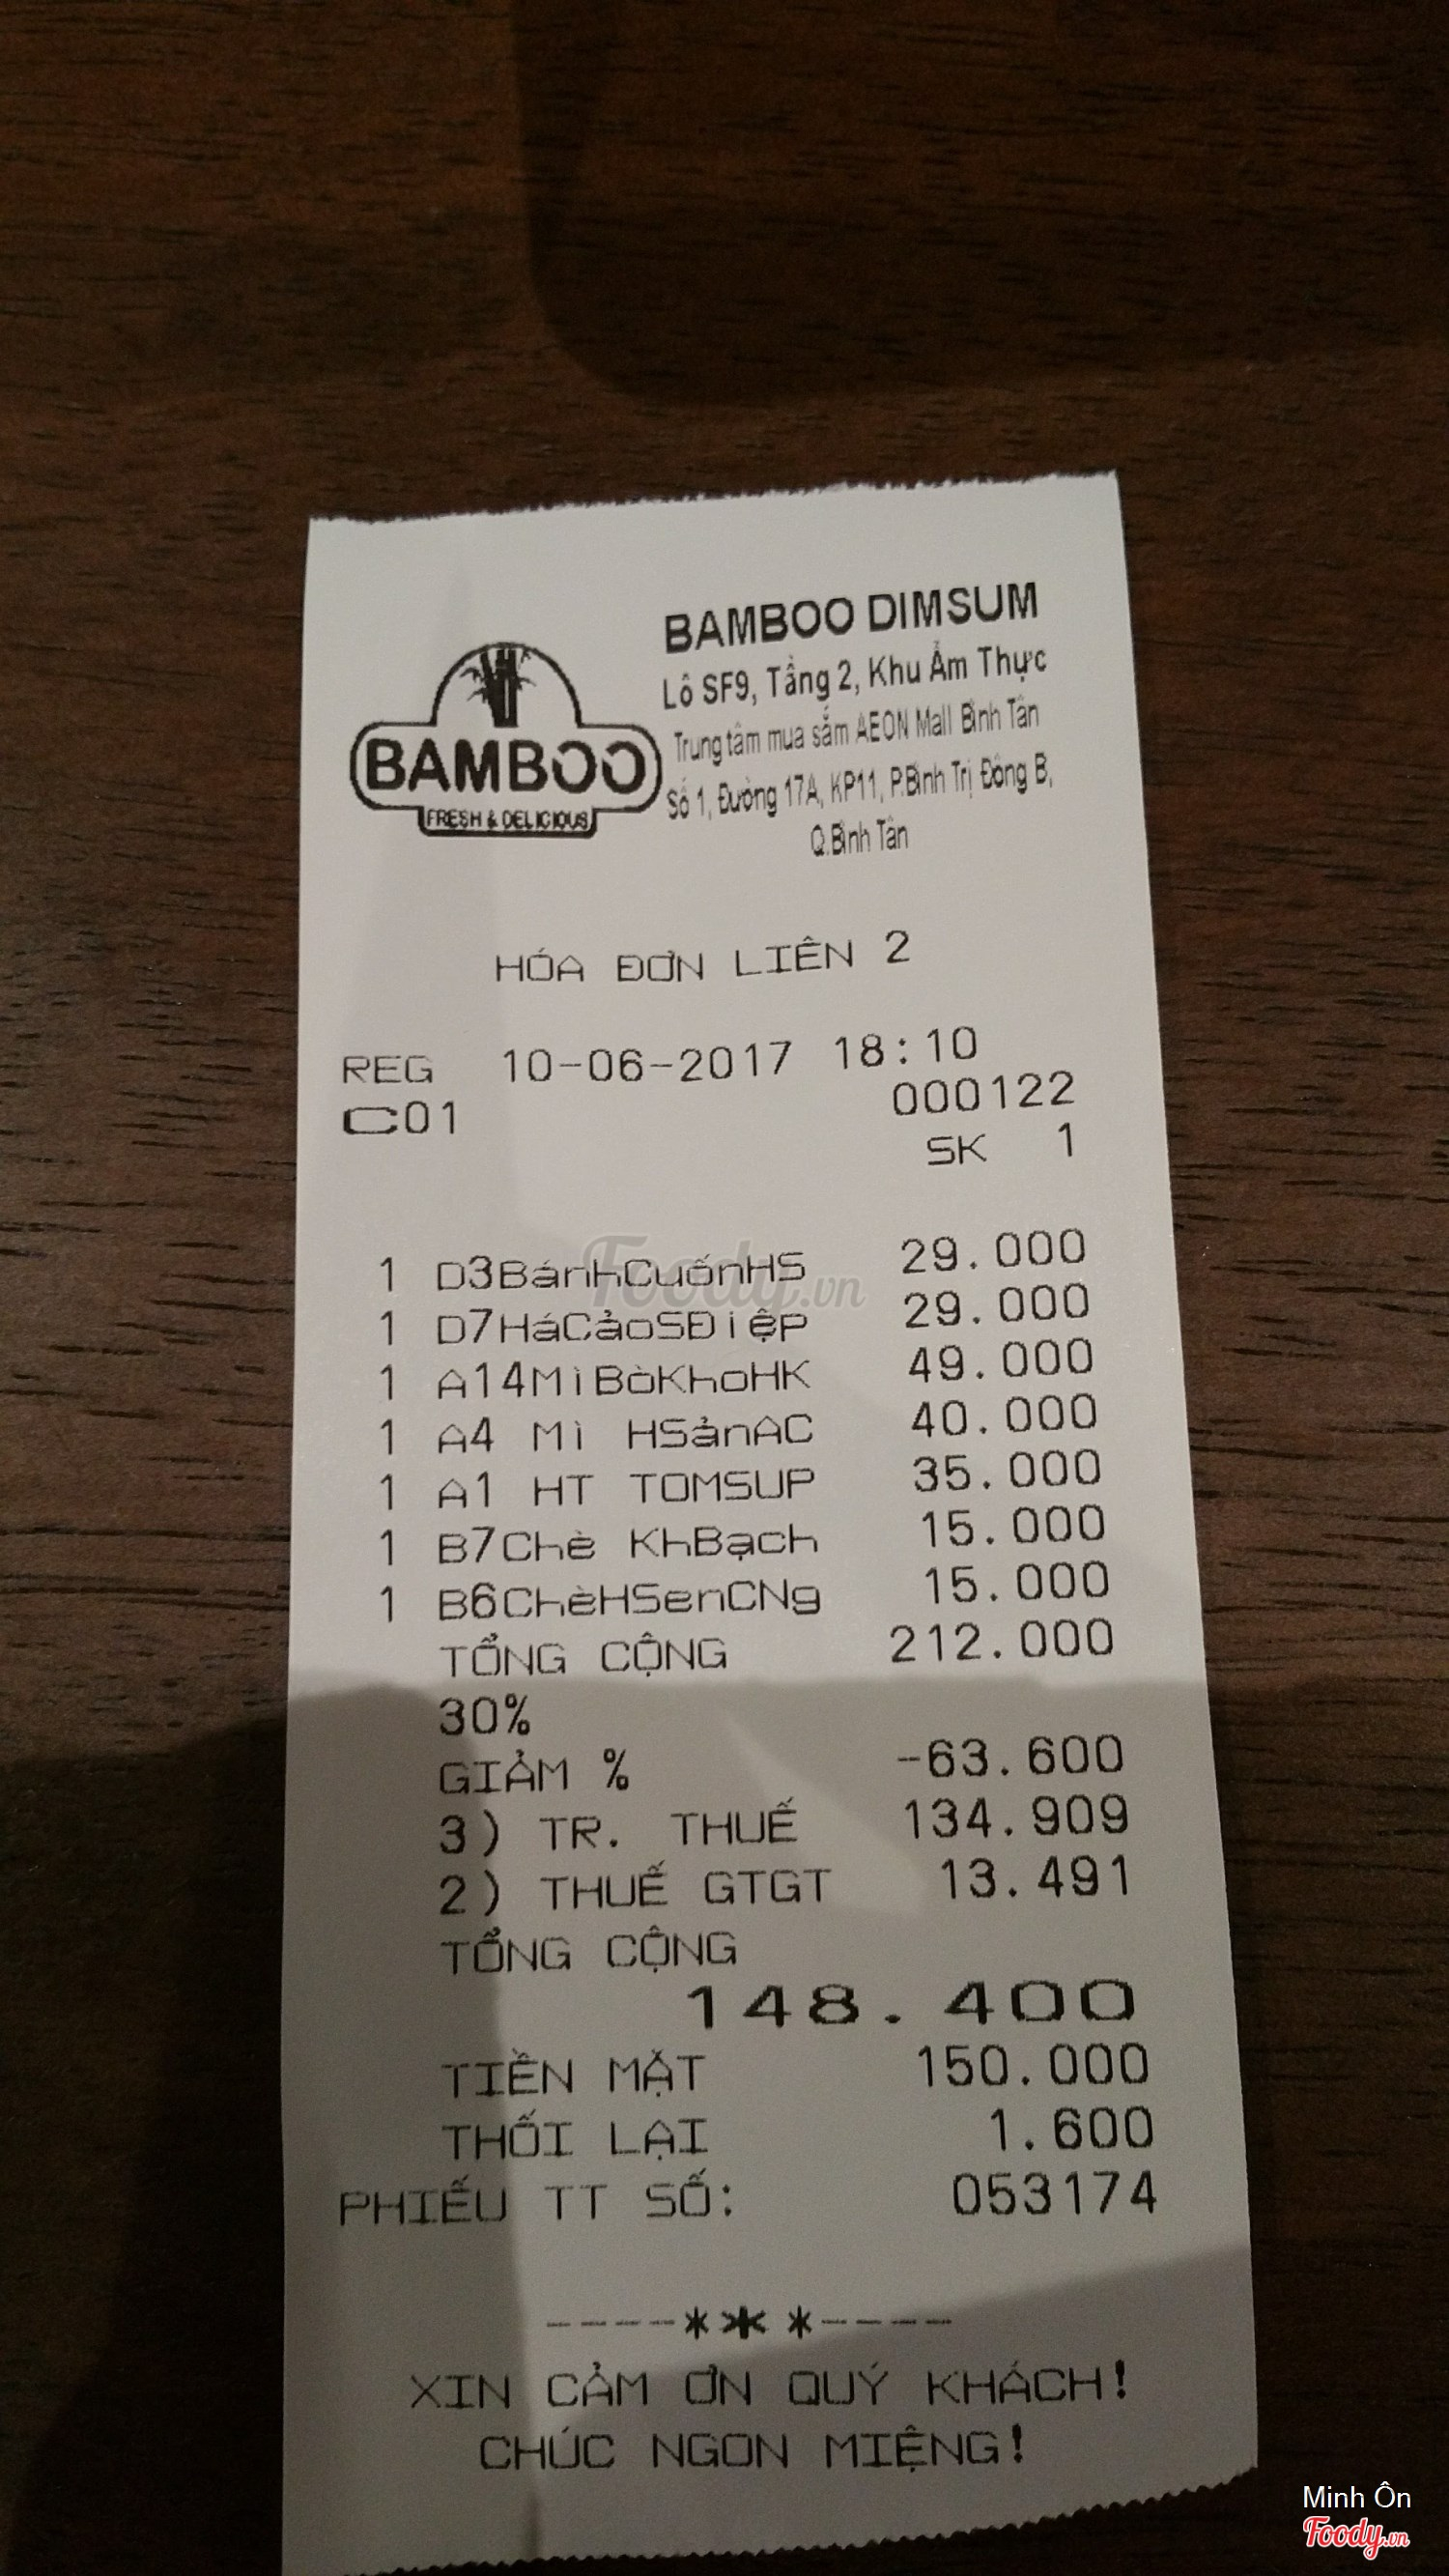 BAMBOO
FRESH & DELICIOUS
BAMBOO DIMSUM
Lô SF9, Tầng 2, Khu Ẩm Thực
Trung tâm mua sắm AEON Mall Bình Tân
Số 1, Đường 17A, KP11, P.Bình Trị Đông B,
Q.Bình Tân
HÓA ĐƠN LIÊN 2
REG 10-06-2017 18:10
C01 000122
SK 1
1 D3BánhCuốnHS 29.000
1 D7HáCảoSĐiệp 29.000
1 A14MìBòKhoHK 49.000
1 A4 Mì HSảnAC 40.000
1 A1 HT TOMSUP 35.000
1 B7Chè KhBạch 15.000
1 B6ChèHSenCNg 15.000
TỔNG CỘNG 212.000
30%
GIẢM % -63.600
3) TR. THUẾ 134.909
2) THUẾ GTGT 13.491
TỔNG CỘNG
148.400
TIỀN MẶT 150.000
THỐI LẠI 1.600
PHIẾU TT SỐ: 053174
----***----
XIN CẢM ƠN QUÝ KHÁCH!
CHÚC NGON MIỆNG!
Foody.vn
Minh Ôn
Foody.vn